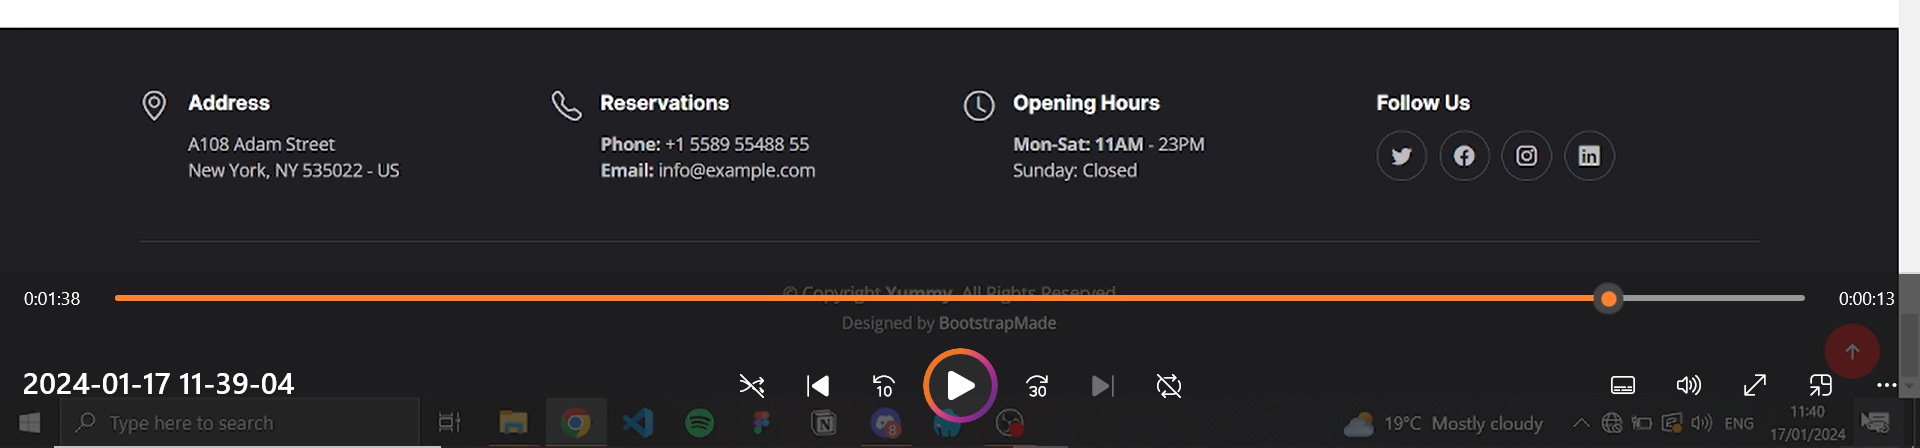 Address
A108 Adam Street
New York, NY 535022 - US
Reservations
Phone: +1 5589 55488 55
Email: info@example.com
Opening Hours
Mon-Sat: 11AM - 23PM
Sunday: Closed
Follow Us
© Copyright Yummy. All Rights Reserved
Designed by BootstrapMade
0:01:38
0:00:13
2024-01-17 11-39-04
10
30
Type here to search
8
19°C Mostly cloudy
ENG
11:40
17/01/2024